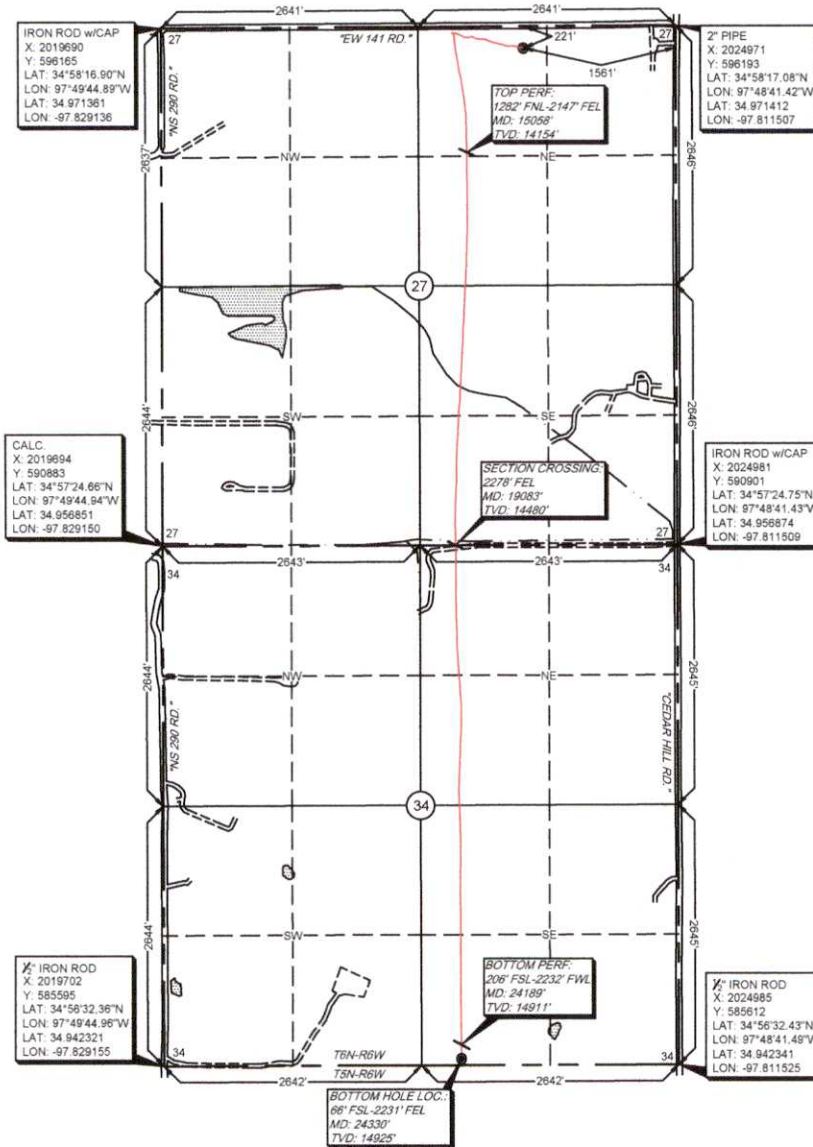 2641'
2641'
IRON ROD w/CAP
X: 2019690
Y: 596165
LAT: 34°58'16.90"N
LON: 97°49'44.89"W
LAT: 34.971361
LON: -97.829136
27
"EW 141 RD."
221'
27
1561'
2" PIPE
X: 2024971
Y: 596193
LAT: 34°58'17.08"N
LON: 97°48'41.42"W
LAT: 34.971412
LON: -97.811507
"NS 290 RD."
TOP PERF:
1282' FNL-2147' FEL
MD: 15058'
TVD: 14154'
2637'
NW
NE
2646'
27
2644'
SW
SE
2646'
CALC.
X: 2019694
Y: 590883
LAT: 34°57'24.66"N
LON: 97°49'44.94"W
LAT: 34.956851
LON: -97.829150
SECTION CROSSING:
2278' FEL
MD: 19083'
TVD: 14480'
IRON ROD w/CAP
X: 2024981
Y: 590901
LAT: 34°57'24.75"N
LON: 97°48'41.43"W
LAT: 34.956874
LON: -97.811509
27
27
2643'
2643'
34
34
2644'
NW
NE
2645'
"NS 290 RD."
"CEDAR HILL RD."
34
2644'
SW
SE
2645'
½" IRON ROD
X: 2019702
Y: 585595
LAT: 34°56'32.36"N
LON: 97°49'44.96"W
LAT: 34.942321
LON: -97.829155
BOTTOM PERF:
206' FSL-2232' FWL
MD: 24189'
TVD: 14911'
½" IRON ROD
X: 2024985
Y: 585612
LAT: 34°56'32.43"N
LON: 97°48'41.49"W
LAT: 34.942341
LON: -97.811525
34
T6N-R6W
T5N-R6W
34
2642'
2642'
BOTTOM HOLE LOC.:
66' FSL-2231' FEL
MD: 24330'
TVD: 14925'